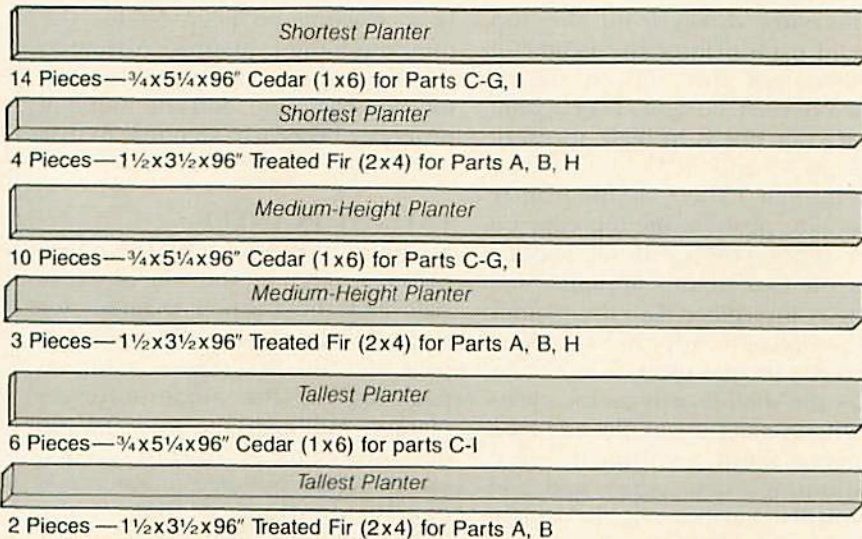 Shortest Planter
14 Pieces—¾x5¼x96" Cedar (1x6) for Parts C-G, I
Shortest Planter
4 Pieces—1½x3½x96" Treated Fir (2x4) for Parts A, B, H
Medium-Height Planter
10 Pieces—¾x5¼x96" Cedar (1x6) for Parts C-G, I
Medium-Height Planter
3 Pieces—1½x3½x96" Treated Fir (2x4) for Parts A, B, H
Tallest Planter
6 Pieces—¾x5¼x96" Cedar (1x6) for parts C-I
Tallest Planter
2 Pieces—1½x3½x96" Treated Fir (2x4) for Parts A, B